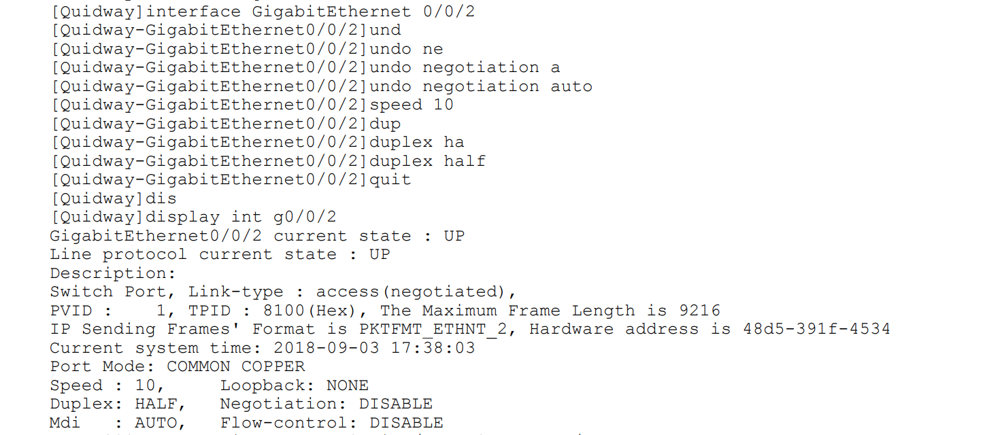 [Quidway]interface GigabitEthernet 0/0/2
[Quidway-GigabitEthernet0/0/2]und
[Quidway-GigabitEthernet0/0/2]undo ne
[Quidway-GigabitEthernet0/0/2]undo negotiation a
[Quidway-GigabitEthernet0/0/2]undo negotiation auto
[Quidway-GigabitEthernet0/0/2]speed 10
[Quidway-GigabitEthernet0/0/2]dup
[Quidway-GigabitEthernet0/0/2]duplex ha
[Quidway-GigabitEthernet0/0/2]duplex half
[Quidway-GigabitEthernet0/0/2]quit
[Quidway]dis
[Quidway]display int g0/0/2
GigabitEthernet0/0/2 current state : UP
Line protocol current state : UP
Description:
Switch Port, Link-type : access(negotiated),
PVID :    1, TPID : 8100(Hex), The Maximum Frame Length is 9216
IP Sending Frames' Format is PKTFMT_ETHNT_2, Hardware address is 48d5-391f-4534
Current system time: 2018-09-03 17:38:03
Port Mode: COMMON COPPER
Speed : 10,     Loopback: NONE
Duplex: HALF,   Negotiation: DISABLE
Mdi   : AUTO,   Flow-control: DISABLE